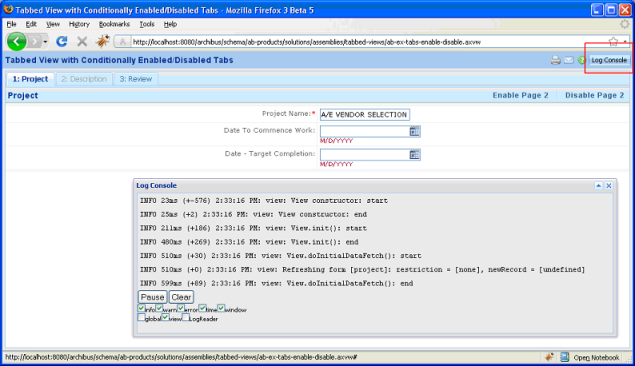 Tabbed View with Conditionally Enabled/Disabled Tabs - Mozilla Firefox 3 Beta 5
File Edit View History Bookmarks Tools Help
http://localhost:8080/archibus/schema/ab-products/solutions/assemblies/tabbed-views/ab-ex-tabs-enable-disable.axvw
Tabbed View with Conditionally Enabled/Disabled Tabs
Log Console
1: Project 2: Description 3: Review
Project Enable Page 2 Disable Page 2
Project Name:* A/E VENDOR SELECTION
Date To Commence Work:
M/D/YYYY
Date - Target Completion:
M/D/YYYY
Log Console
INFO 23ms (+-576) 2:33:16 PM: view: View constructor: start
INFO 25ms (+2) 2:33:16 PM: view: View constructor: end
INFO 211ms (+186) 2:33:16 PM: view: View.init(): start
INFO 480ms (+269) 2:33:16 PM: view: View.init(): end
INFO 510ms (+30) 2:33:16 PM: view: View.doInitialDataFetch(): start
INFO 510ms (+0) 2:33:16 PM: view: Refreshing form [project]: restriction = [none], newRecord = [undefined]
INFO 599ms (+89) 2:33:16 PM: view: View.doInitialDataFetch(): end
Pause Clear
info warn error time window
global view LogReader
http://localhost:8080/archibus/schema/ab-products/solutions/assemblies/tabbed-views/ab-ex-tabs-enable-disable.axvw#
Open Notebook